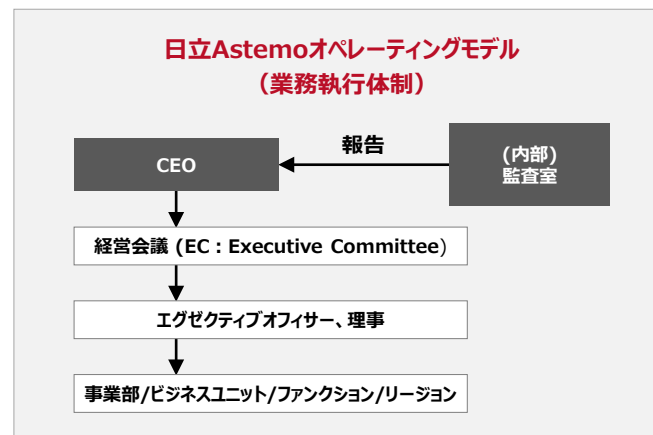 日立Astemoオペレーティングモデル
（業務執行体制）
報告
CEO
(内部)
監査室
経営会議 (EC：Executive Committee)
エグゼクティブオフィサー、理事
事業部/ビジネスユニット/ファンクション/リージョン